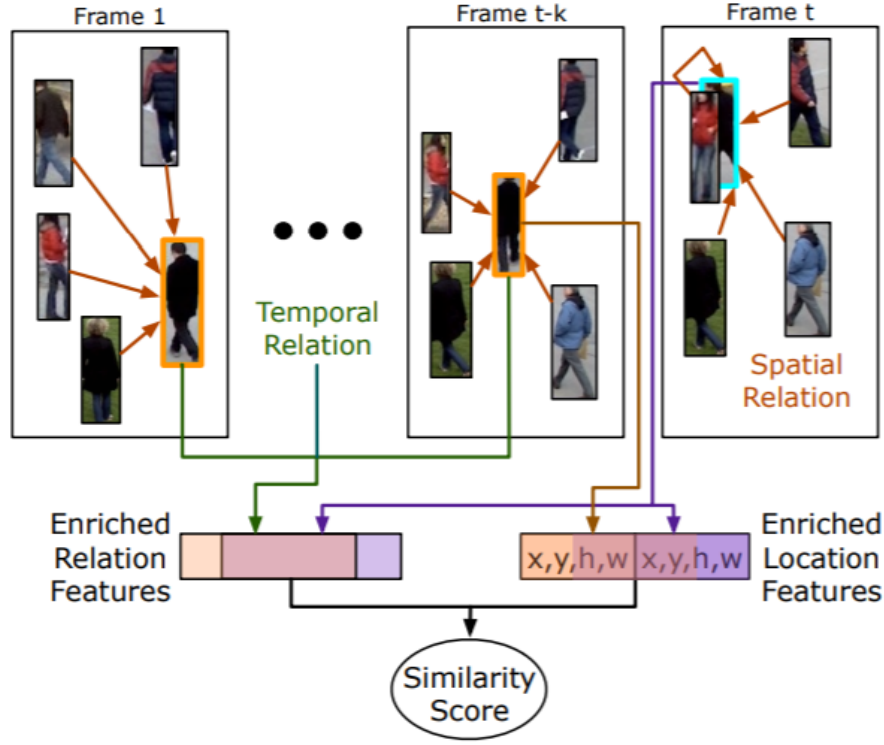 Frame 1
Frame t-k
Frame t
Temporal
Relation
Spatial
Relation
Enriched
Relation
Features
x,y,h,w x,y,h,w
Enriched
Location
Features
Similarity
Score